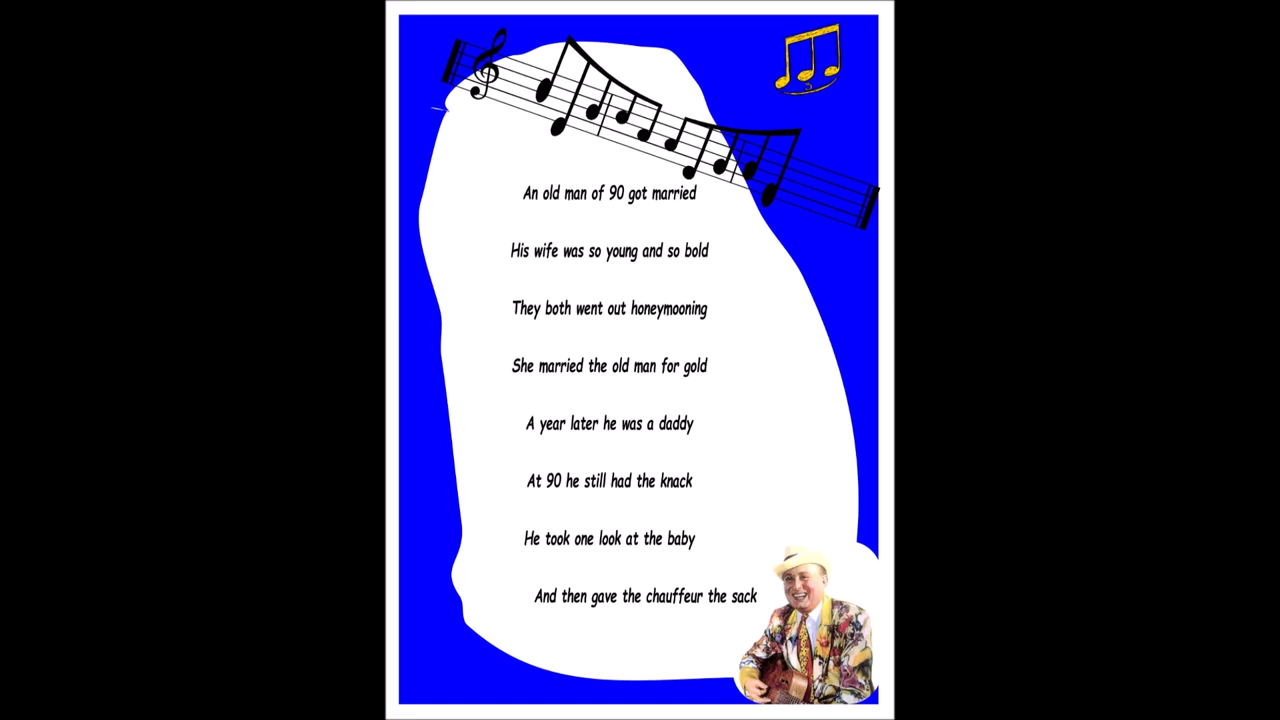 An old man of 90 got married
His wife was so young and so bold
They both went out honeymooning
She married the old man for gold
A year later he was a daddy
At 90 he still had the knack
He took one look at the baby
And then gave the chauffeur the sack